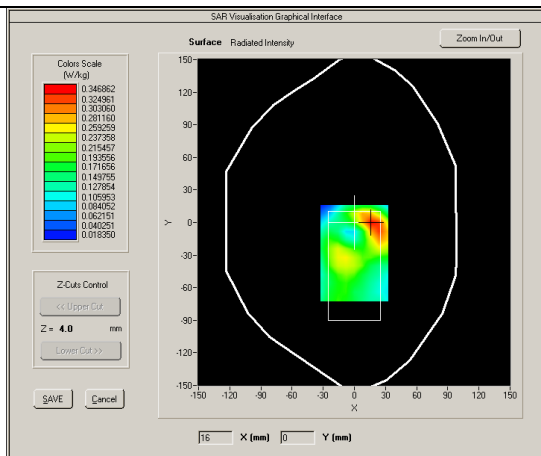 SAR Visualisation Graphical Interface
Surface Radiated Intensity
Zoom In/Out
Colors Scale
(W/kg)
0.346862
0.324961
0.303060
0.281160
0.259259
0.237358
0.215457
0.193556
0.171656
0.149755
0.127854
0.105953
0.084052
0.062151
0.040251
0.018350
Z-Cuts Control
<< Upper Cut
Z = 4.0 mm
Lower Cut >>
SAVE Cancel
150
120
90
60
30
0
-30
-60
-90
-120
-150
Y
-150 -120 -90 -60 -30 0 30 60 90 120 150
X
16 X (mm) 0 Y (mm)